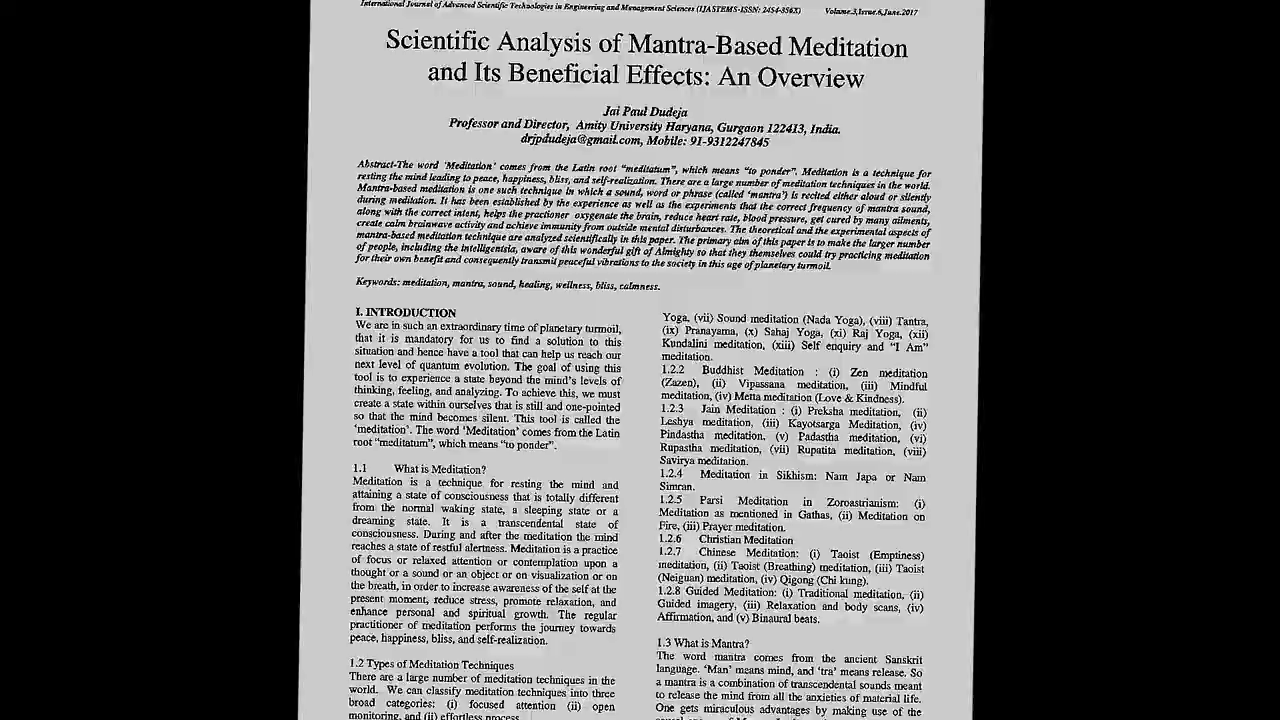 International Journal of Advanced Scientific Technologies in Engineering and Management Sciences (IJASTEMS-ISSN: 2454-356X) Volume.3,Issue.6,June.2017
Scientific Analysis of Mantra-Based Meditation
and Its Beneficial Effects: An Overview
Jai Paul Dudeja
Professor and Director, Amity University Haryana, Gurgaon 122413, India.
drjpdudeja@gmail.com, Mobile: 91-9312247845
Abstract-The word 'Meditation' comes from the Latin root "meditatum", which means "to ponder". Meditation is a technique for
resting the mind leading to peace, happiness, bliss, and self-realization. There are a large number of meditation techniques in the world.
Mantra-based meditation is one such technique in which a sound, word or phrase (called 'mantra') is recited either aloud or silently
during meditation. It has been established by the experience as well as the experiments that the correct frequency of mantra sound,
along with the correct intent, helps the practioner oxygenate the brain, reduce heart rate, blood pressure, get cured by many ailments,
create calm brainwave activity and achieve immunity from outside mental disturbances. The theoretical and the experimental aspects of
mantra-based meditation technique are analyzed scientifically in this paper. The primary aim of this paper is to make the larger number
of people, including the intelligentsia, aware of this wonderful gift of Almighty so that they themselves could try practicing meditation
for their own benefit and consequently transmit peaceful vibrations to the society in this age of planetary turmoil.
Keywords: meditation, mantra, sound, healing, wellness, bliss, calmness.
I. INTRODUCTION
We are in such an extraordinary time of planetary turmoil,
that it is mandatory for us to find a solution to this
situation and hence have a tool that can help us reach our
next level of quantum evolution. The goal of using this
tool is to experience a state beyond the mind's levels of
thinking, feeling, and analyzing. To achieve this, we must
create a state within ourselves that is still and one-pointed
so that the mind becomes silent. This tool is called the
'meditation'. The word 'Meditation' comes from the Latin
root "meditatum", which means "to ponder".
1.1 What is Meditation?
Meditation is a technique for resting the mind and
attaining a state of consciousness that is totally different
from the normal waking state, a sleeping state or a
dreaming state. It is a transcendental state of
consciousness. During and after the meditation the mind
reaches a state of restful alertness. Meditation is a practice
of focus or relaxed attention or contemplation upon a
thought or a sound or an object or on visualization or on
the breath, in order to increase awareness of the self at the
present moment, reduce stress, promote relaxation, and
enhance personal and spiritual growth. The regular
practitioner of meditation performs the journey towards
peace, happiness, bliss, and self-realization.
1.2 Types of Meditation Techniques
There are a large number of meditation techniques in the
world. We can classify meditation techniques into three
broad categories: (i) focused attention (ii) open
monitoring, and (ii) effortless process.
Yoga, (vii) Sound meditation (Nada Yoga), (viii) Tantra,
(ix) Pranayama, (x) Sahaj Yoga, (xi) Raj Yoga, (xii)
Kundalini meditation, (xiii) Self enquiry and "I Am"
meditation.
1.2.2 Buddhist Meditation : (i) Zen meditation
(Zazen), (ii) Vipassana meditation, (iii) Mindful
meditation, (iv) Metta meditation (Love & Kindness).
1.2.3 Jain Meditation : (i) Preksha meditation, (ii)
Leshya meditation, (iii) Kayotsarga Meditation, (iv)
Pindastha meditation, (v) Padastha meditation, (vi)
Rupastha meditation, (vii) Rupatita meditation, (viii)
Savirya meditation.
1.2.4 Meditation in Sikhism: Nam Japa or Nam
Simran.
1.2.5 Parsi Meditation in Zoroastrianism: (i)
Meditation as mentioned in Gathas, (ii) Meditation on
Fire, (iii) Prayer meditation.
1.2.6 Christian Meditation
1.2.7 Chinese Meditation: (i) Taoist (Emptiness)
meditation, (ii) Taoist (Breathing) meditation, (iii) Taoist
(Neiguan) meditation, (iv) Qigong (Chi kung).
1.2.8 Guided Meditation: (i) Traditional meditation, (ii)
Guided imagery, (iii) Relaxation and body scans, (iv)
Affirmation, and (v) Binaural beats.
1.3 What is Mantra?
The word mantra comes from the ancient Sanskrit
language. 'Man' means mind, and 'tra' means release. So
a mantra is a combination of transcendental sounds meant
to release the mind from all the anxieties of material life.
One gets miraculous advantages by making use of the